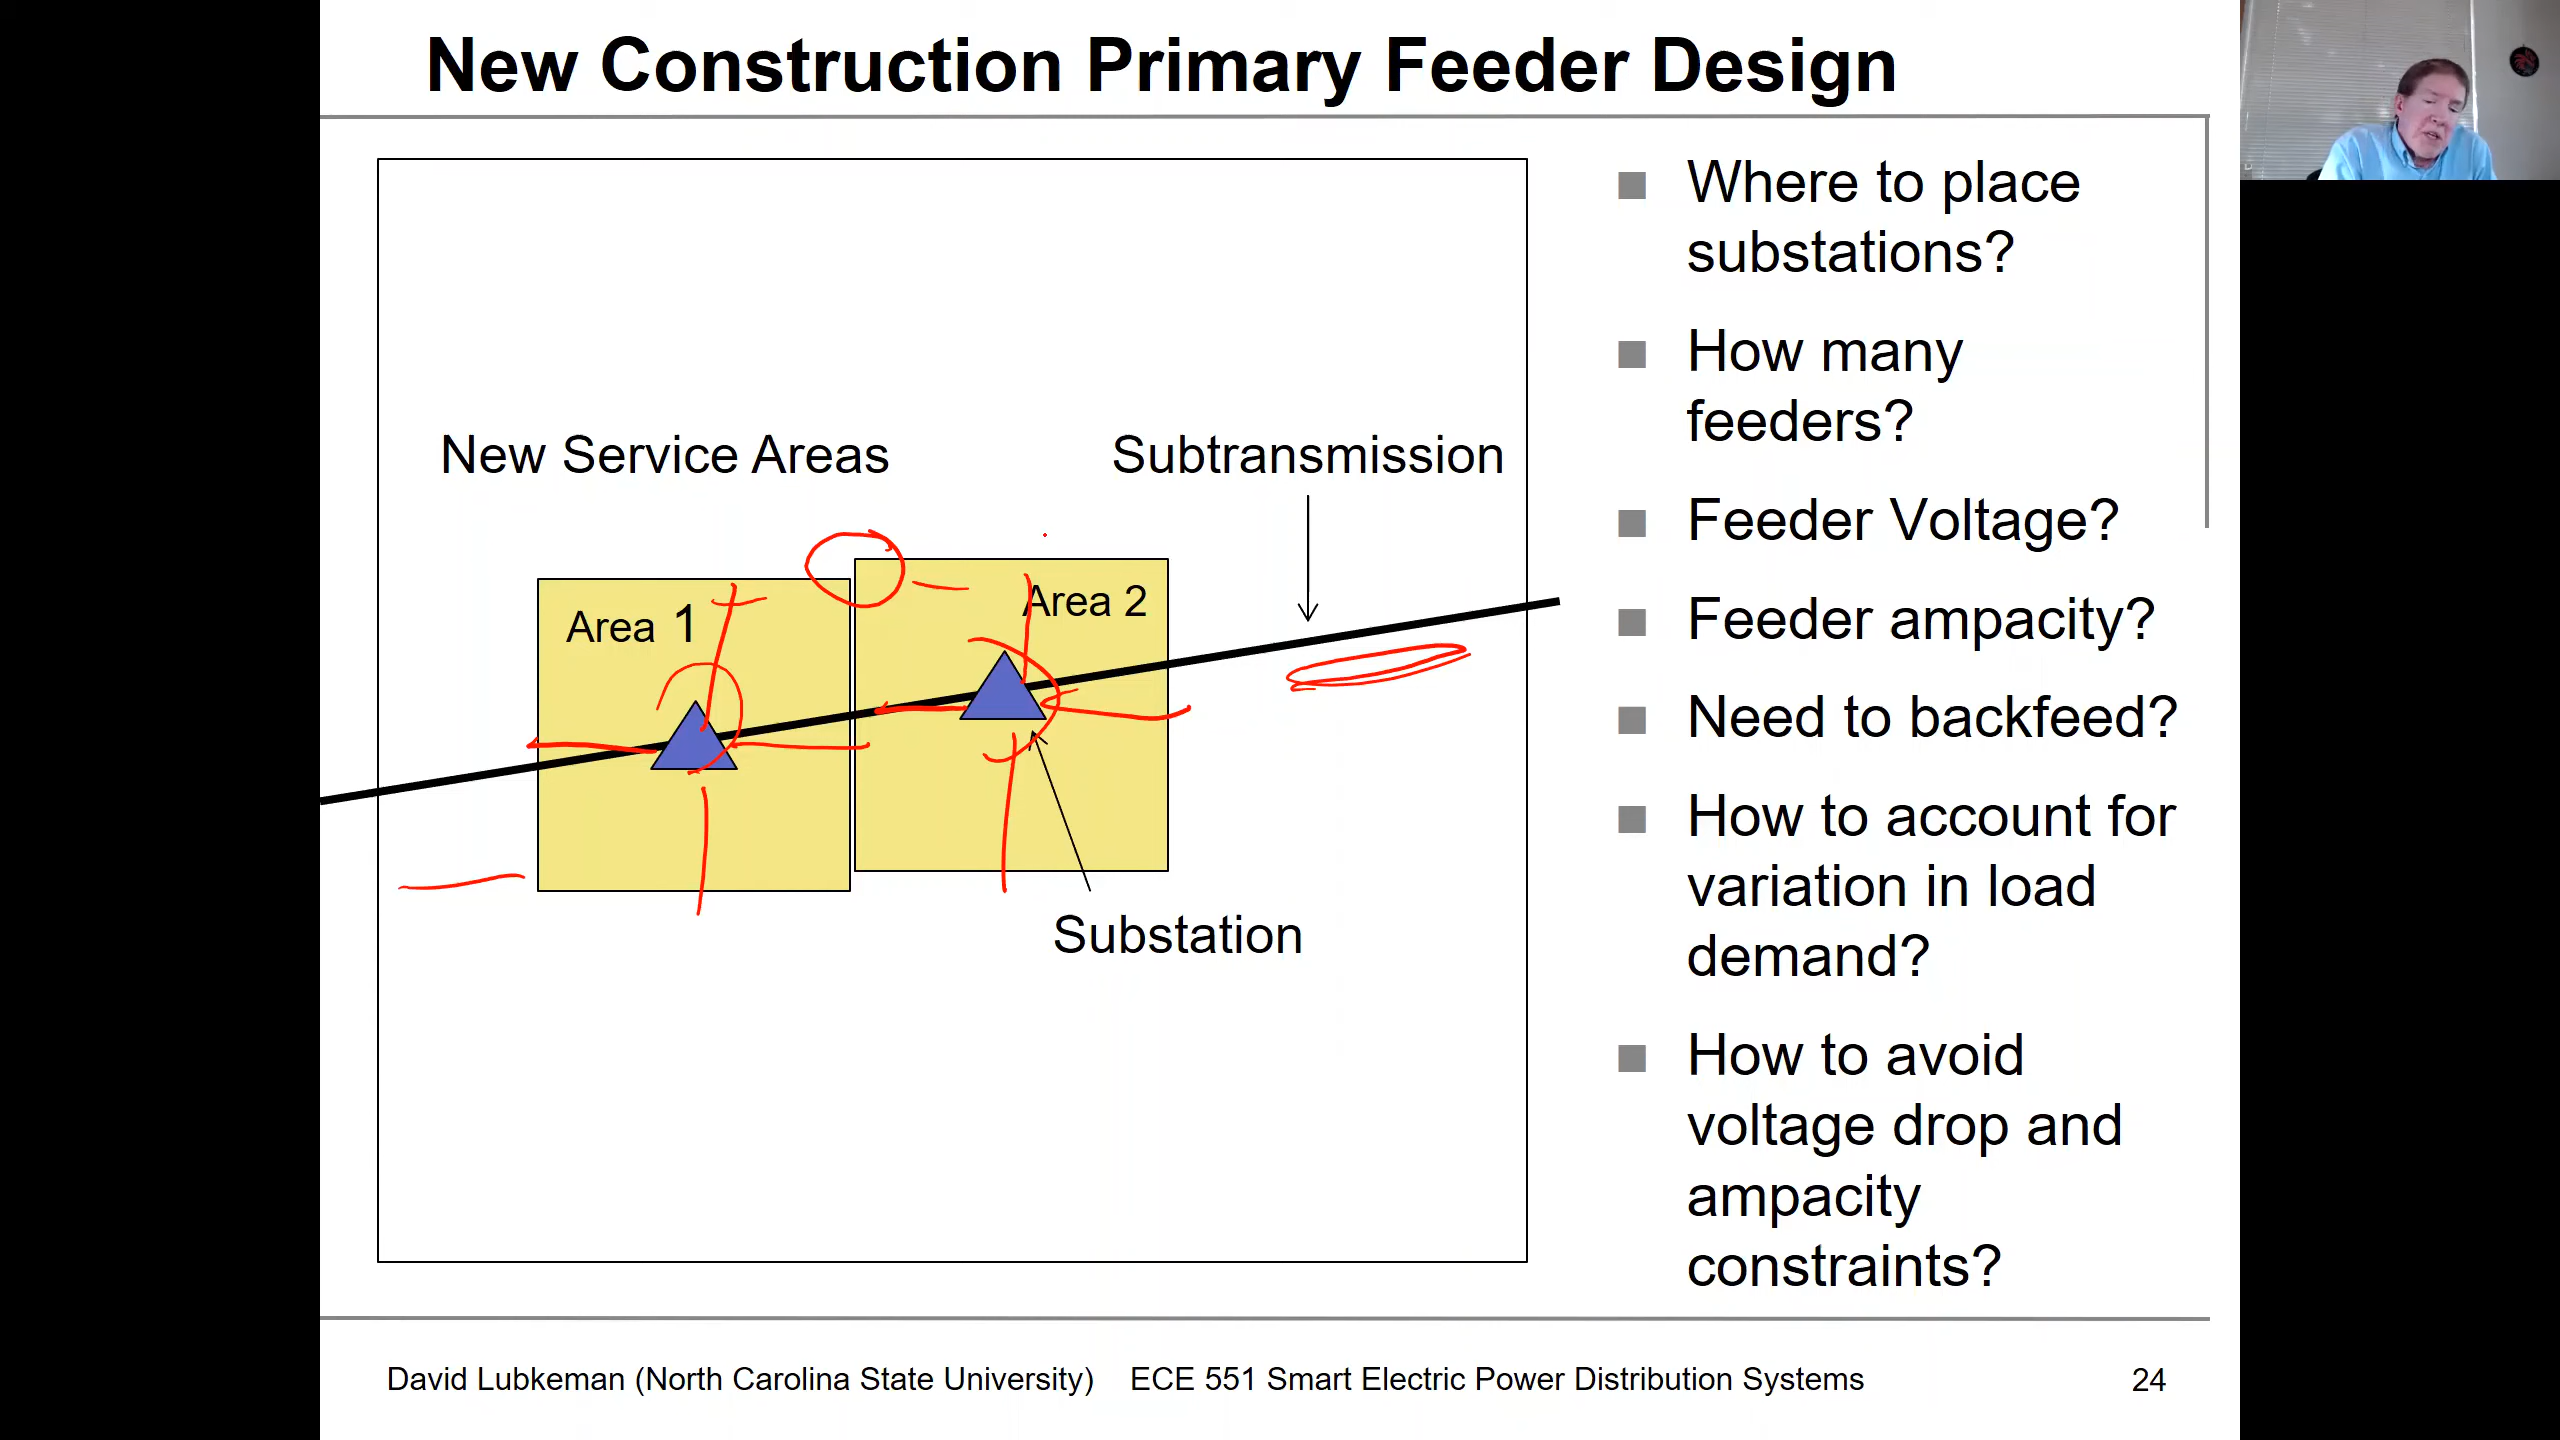 New Construction Primary Feeder Design
New Service Areas
Subtransmission
Area 1
Area 2
Substation
Where to place
substations?
How many
feeders?
Feeder Voltage?
Feeder ampacity?
Need to backfeed?
How to account for
variation in load
demand?
How to avoid
voltage drop and
ampacity
constraints?
David Lubkeman (North Carolina State University) ECE 551 Smart Electric Power Distribution Systems 24